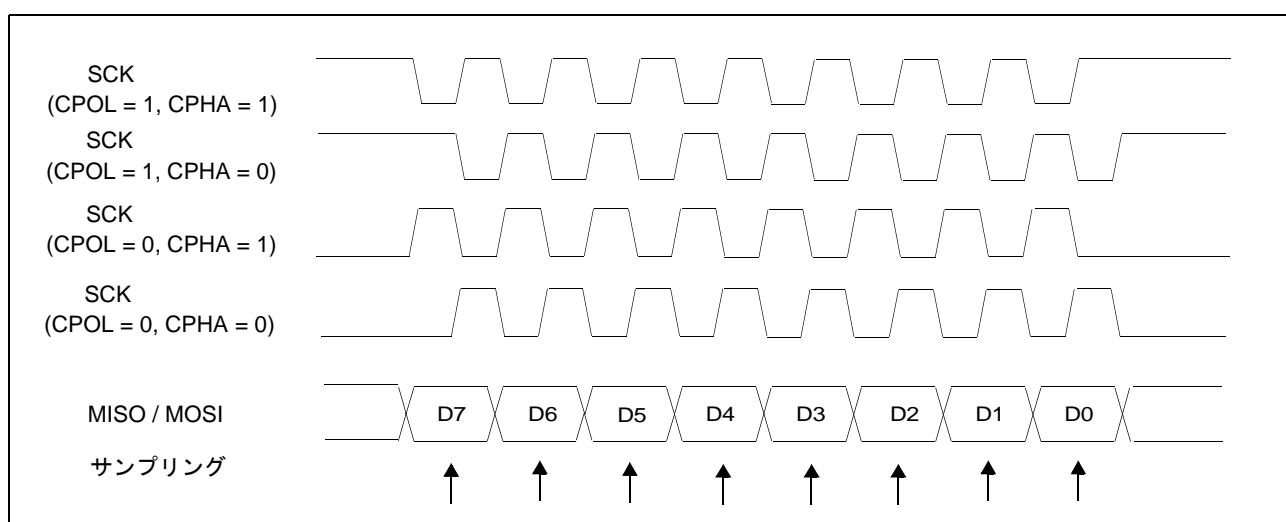 SCK
(CPOL = 1, CPHA = 1)
SCK
(CPOL = 1, CPHA = 0)
SCK
(CPOL = 0, CPHA = 1)
SCK
(CPOL = 0, CPHA = 0)
MISO / MOSI D7 D6 D5 D4 D3 D2 D1 D0
サンプリング